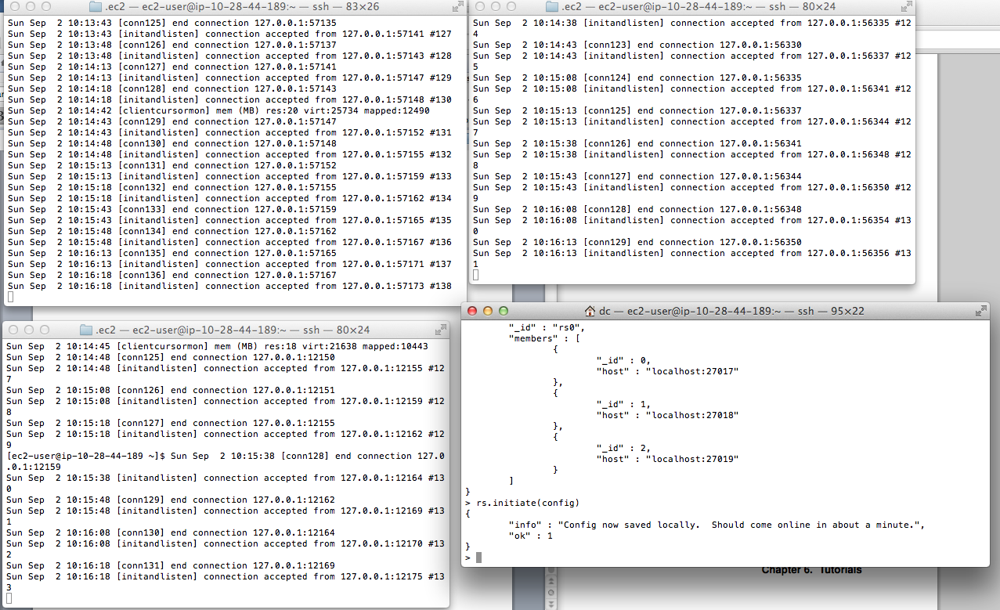 .ec2 — ec2-user@ip-10-28-44-189:~ — ssh — 83×26
Sun Sep  2 10:13:43 [conn125] end connection 127.0.0.1:57135
Sun Sep  2 10:13:43 [initandlisten] connection accepted from 127.0.0.1:57141 #127
Sun Sep  2 10:13:48 [conn126] end connection 127.0.0.1:57137
Sun Sep  2 10:13:48 [initandlisten] connection accepted from 127.0.0.1:57143 #128
Sun Sep  2 10:14:13 [conn127] end connection 127.0.0.1:57141
Sun Sep  2 10:14:13 [initandlisten] connection accepted from 127.0.0.1:57147 #129
Sun Sep  2 10:14:18 [conn128] end connection 127.0.0.1:57143
Sun Sep  2 10:14:18 [initandlisten] connection accepted from 127.0.0.1:57148 #130
Sun Sep  2 10:14:42 [clientcursormon] mem (MB) res:20 virt:25734 mapped:12490
Sun Sep  2 10:14:43 [conn129] end connection 127.0.0.1:57147
Sun Sep  2 10:14:43 [initandlisten] connection accepted from 127.0.0.1:57152 #131
Sun Sep  2 10:14:48 [conn130] end connection 127.0.0.1:57148
Sun Sep  2 10:14:48 [initandlisten] connection accepted from 127.0.0.1:57155 #132
Sun Sep  2 10:15:13 [conn131] end connection 127.0.0.1:57152
Sun Sep  2 10:15:13 [initandlisten] connection accepted from 127.0.0.1:57159 #133
Sun Sep  2 10:15:18 [conn132] end connection 127.0.0.1:57155
Sun Sep  2 10:15:18 [initandlisten] connection accepted from 127.0.0.1:57162 #134
Sun Sep  2 10:15:43 [conn133] end connection 127.0.0.1:57159
Sun Sep  2 10:15:43 [initandlisten] connection accepted from 127.0.0.1:57165 #135
Sun Sep  2 10:15:48 [conn134] end connection 127.0.0.1:57162
Sun Sep  2 10:15:48 [initandlisten] connection accepted from 127.0.0.1:57167 #136
Sun Sep  2 10:16:13 [conn135] end connection 127.0.0.1:57165
Sun Sep  2 10:16:13 [initandlisten] connection accepted from 127.0.0.1:57171 #137
Sun Sep  2 10:16:18 [conn136] end connection 127.0.0.1:57167
Sun Sep  2 10:16:18 [initandlisten] connection accepted from 127.0.0.1:57173 #138
.ec2 — ec2-user@ip-10-28-44-189:~ — ssh — 80×24
Sun Sep  2 10:14:38 [initandlisten] connection accepted from 127.0.0.1:56335 #12
4
Sun Sep  2 10:14:43 [conn123] end connection 127.0.0.1:56330
Sun Sep  2 10:14:43 [initandlisten] connection accepted from 127.0.0.1:56337 #12
5
Sun Sep  2 10:15:08 [conn124] end connection 127.0.0.1:56335
Sun Sep  2 10:15:08 [initandlisten] connection accepted from 127.0.0.1:56341 #12
6
Sun Sep  2 10:15:13 [conn125] end connection 127.0.0.1:56337
Sun Sep  2 10:15:13 [initandlisten] connection accepted from 127.0.0.1:56344 #12
7
Sun Sep  2 10:15:38 [conn126] end connection 127.0.0.1:56341
Sun Sep  2 10:15:38 [initandlisten] connection accepted from 127.0.0.1:56348 #12
8
Sun Sep  2 10:15:43 [conn127] end connection 127.0.0.1:56344
Sun Sep  2 10:15:43 [initandlisten] connection accepted from 127.0.0.1:56350 #12
9
Sun Sep  2 10:16:08 [conn128] end connection 127.0.0.1:56348
Sun Sep  2 10:16:08 [initandlisten] connection accepted from 127.0.0.1:56354 #13
0
Sun Sep  2 10:16:13 [conn129] end connection 127.0.0.1:56350
Sun Sep  2 10:16:13 [initandlisten] connection accepted from 127.0.0.1:56356 #13
1
.ec2 — ec2-user@ip-10-28-44-189:~ — ssh — 80×24
Sun Sep  2 10:14:45 [clientcursormon] mem (MB) res:18 virt:21638 mapped:10443
Sun Sep  2 10:14:48 [conn125] end connection 127.0.0.1:12150
Sun Sep  2 10:14:48 [initandlisten] connection accepted from 127.0.0.1:12155 #12
7
Sun Sep  2 10:15:08 [conn126] end connection 127.0.0.1:12151
Sun Sep  2 10:15:08 [initandlisten] connection accepted from 127.0.0.1:12159 #12
8
Sun Sep  2 10:15:18 [conn127] end connection 127.0.0.1:12155
Sun Sep  2 10:15:18 [initandlisten] connection accepted from 127.0.0.1:12162 #12
9
[ec2-user@ip-10-28-44-189 ~]$ Sun Sep  2 10:15:38 [conn128] end connection 127.0
.0.1:12159
Sun Sep  2 10:15:38 [initandlisten] connection accepted from 127.0.0.1:12164 #13
0
Sun Sep  2 10:15:48 [conn129] end connection 127.0.0.1:12162
Sun Sep  2 10:15:48 [initandlisten] connection accepted from 127.0.0.1:12169 #13
1
Sun Sep  2 10:16:08 [conn130] end connection 127.0.0.1:12164
Sun Sep  2 10:16:08 [initandlisten] connection accepted from 127.0.0.1:12170 #13
2
Sun Sep  2 10:16:18 [conn131] end connection 127.0.0.1:12169
Sun Sep  2 10:16:18 [initandlisten] connection accepted from 127.0.0.1:12175 #13
3
dc — ec2-user@ip-10-28-44-189:~ — ssh — 95×22
"_id" : "rs0",
"members" : [
{
"_id" : 0,
"host" : "localhost:27017"
},
{
"_id" : 1,
"host" : "localhost:27018"
},
{
"_id" : 2,
"host" : "localhost:27019"
}
]
}
> rs.initiate(config)
{
"info" : "Config now saved locally.  Should come online in about a minute.",
"ok" : 1
}
>
Chapter 6. Tutorials